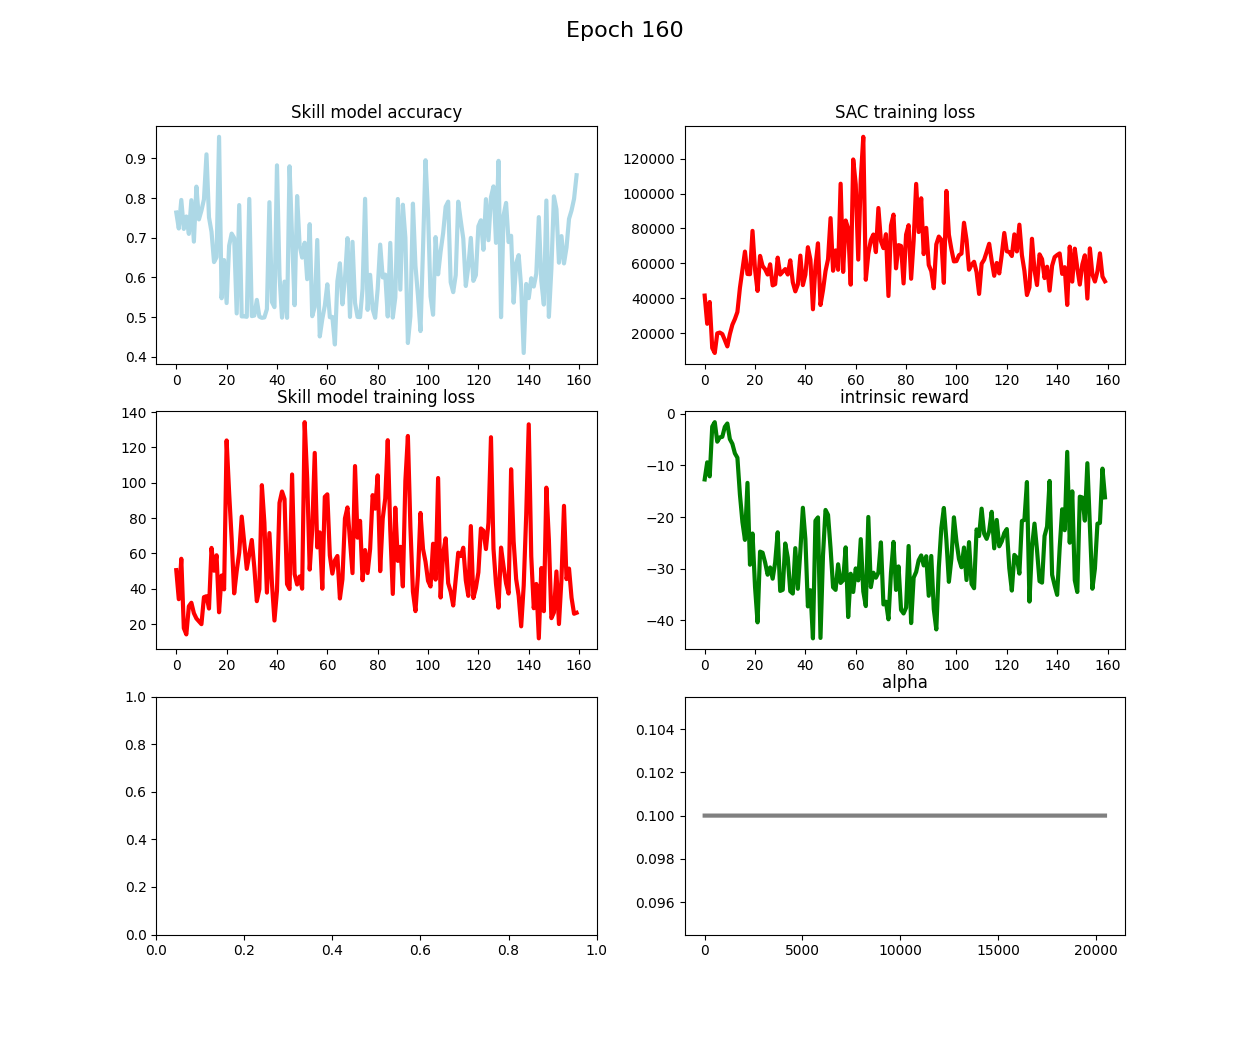 Epoch 160
Skill model accuracy
0.9
0.8
0.7
0.6
0.5
0.4
0 20 40 60 80 100 120 140 160
SAC training loss
120000
100000
80000
60000
40000
20000
0 20 40 60 80 100 120 140 160
Skill model training loss
140
120
100
80
60
40
20
0 20 40 60 80 100 120 140 160
intrinsic reward
0
−10
−20
−30
−40
0 20 40 60 80 100 120 140 160
1.0
0.8
0.6
0.4
0.2
0.0
0.0 0.2 0.4 0.6 0.8 1.0
alpha
0.104
0.102
0.100
0.098
0.096
0 5000 10000 15000 20000